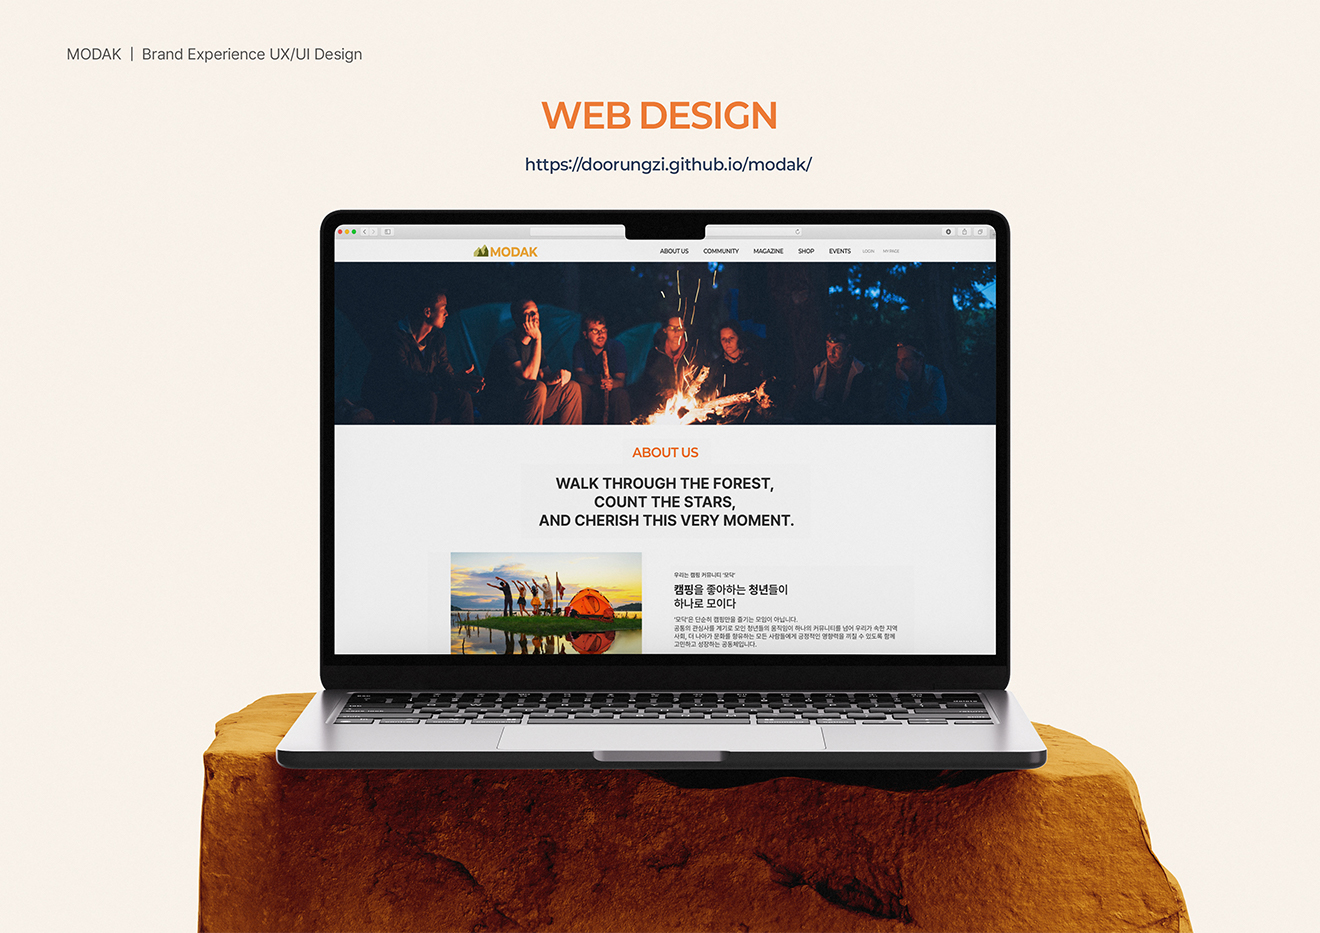 MODAK | Brand Experience UX/UI Design
WEB DESIGN
https://doorungzi.github.io/modak/
MODAK
ABOUT US COMMUNITY MAGAZINE SHOP EVENTS LOGIN MY PAGE
ABOUT US
WALK THROUGH THE FOREST,
COUNT THE STARS,
AND CHERISH THIS VERY MOMENT.
우리는 캠핑 커뮤니티 '모닥'
캠핑을 좋아하는 청년들이
하나로 모이다
'모닥'은 단순히 캠핑만을 즐기는 모임이 아닙니다.
공통의 관심사를 계기로 모인 청년들의 움직임이 하나의 커뮤니티를 넘어 우리가 속한 지역
사회, 더 나아가 문화를 향유하는 모든 사람들에게 긍정적인 영향력을 끼칠 수 있도록 함께
고민하고 성장하는 공동체입니다.